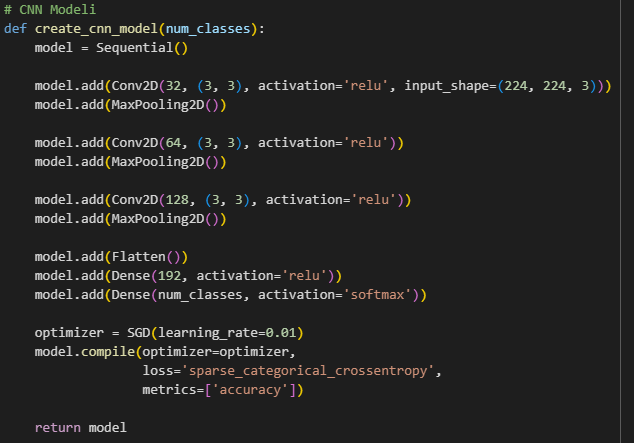 # CNN Modeli
def create_cnn_model(num_classes):
    model = Sequential()

    model.add(Conv2D(32, (3, 3), activation='relu', input_shape=(224, 224, 3)))
    model.add(MaxPooling2D())

    model.add(Conv2D(64, (3, 3), activation='relu'))
    model.add(MaxPooling2D())

    model.add(Conv2D(128, (3, 3), activation='relu'))
    model.add(MaxPooling2D())

    model.add(Flatten())
    model.add(Dense(192, activation='relu'))
    model.add(Dense(num_classes, activation='softmax'))

    optimizer = SGD(learning_rate=0.01)
    model.compile(optimizer=optimizer,
                  loss='sparse_categorical_crossentropy',
                  metrics=['accuracy'])

    return model